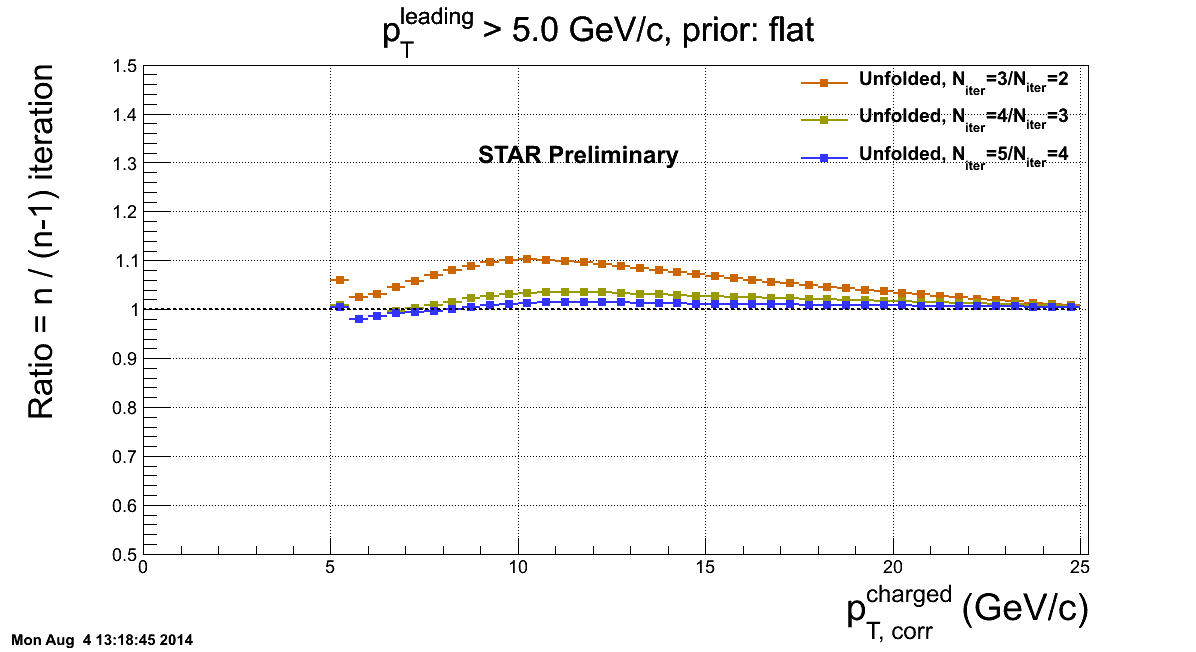 p_T^leading > 5.0 GeV/c, prior: flat
Ratio = n / (n-1) iteration
1.5
1.4
1.3
1.2
1.1
1
0.9
0.8
0.7
0.6
0.5
Unfolded, N_iter=3/N_iter=2
Unfolded, N_iter=4/N_iter=3
Unfolded, N_iter=5/N_iter=4
STAR Preliminary
0 5 10 15 20 25
p_T, corr^charged (GeV/c)
Mon Aug 4 13:18:45 2014